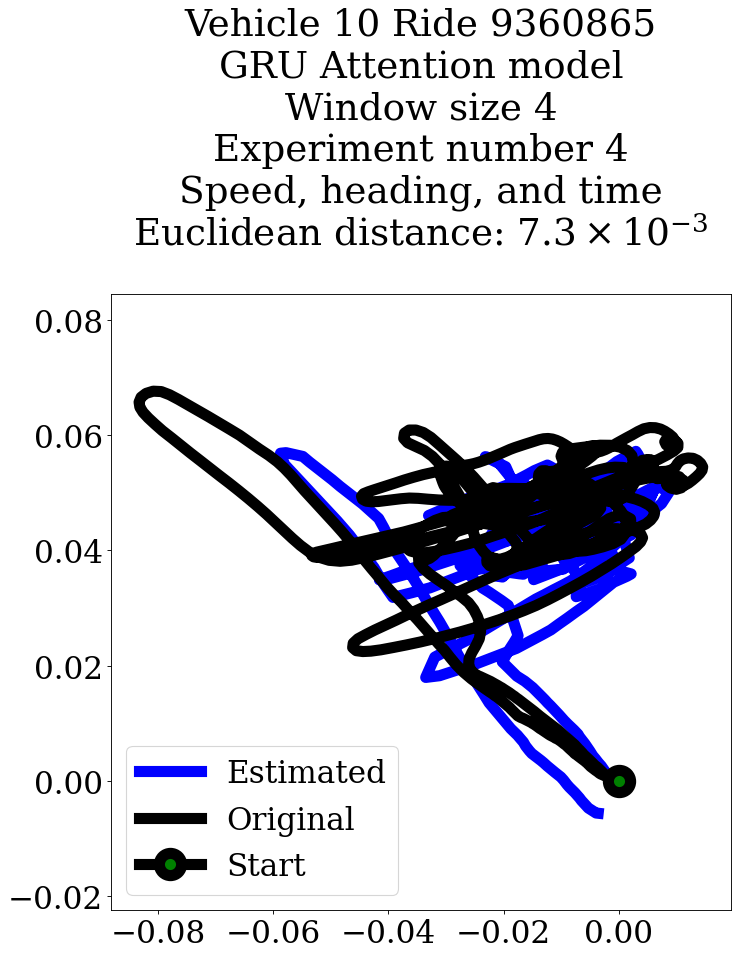 Vehicle 10 Ride 9360865
GRU Attention model
Window size 4
Experiment number 4
Speed, heading, and time
Euclidean distance: 7.3 × 10⁻³
0.08
0.06
0.04
0.02
0.00
−0.02
Estimated
Original
Start
−0.08 −0.06 −0.04 −0.02 0.00